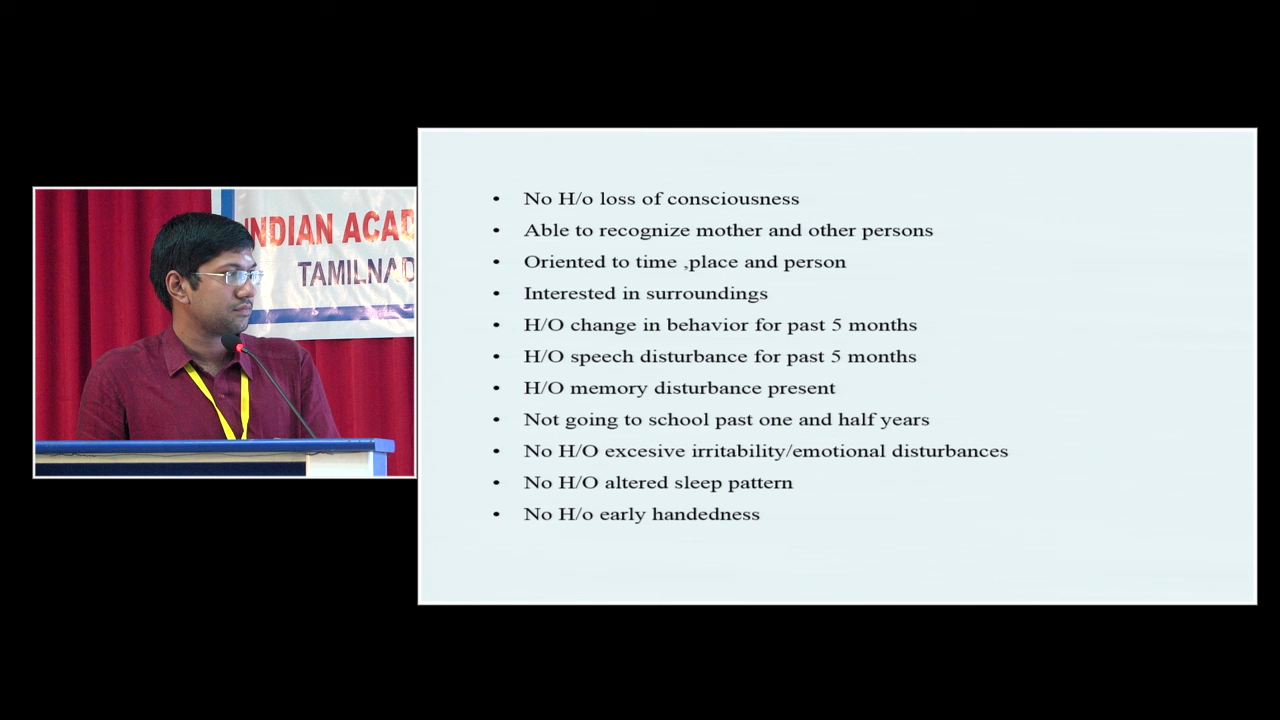 INDIAN ACAD
TAMILNAD
• No H/o loss of consciousness
• Able to recognize mother and other persons
• Oriented to time ,place and person
• Interested in surroundings
• H/O change in behavior for past 5 months
• H/O speech disturbance for past 5 months
• H/O memory disturbance present
• Not going to school past one and half years
• No H/O excesive irritability/emotional disturbances
• No H/O altered sleep pattern
• No H/o early handedness